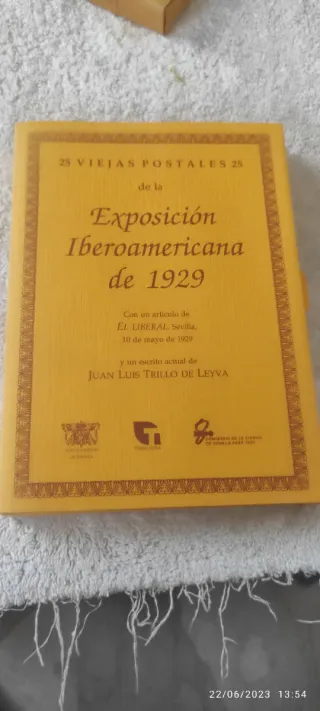 25 VIEJAS POSTALES 25
de la
Exposición
Iberoamericana
de 1929
Con un artículo de
EL LIBERAL, Sevilla,
10 de mayo de 1929
y un escrito actual de
JUAN LUIS TRILLO DE LEYVA
22/06/2023 13:54